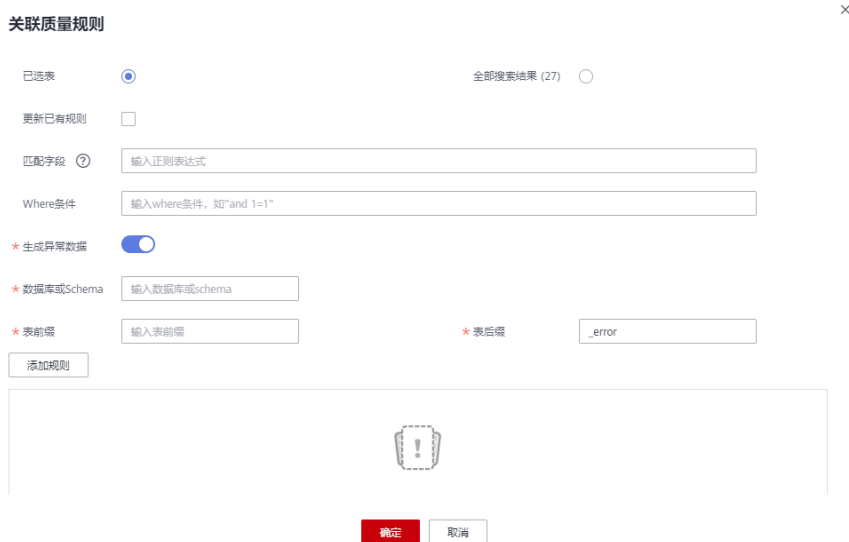 关联质量规则
已选表 全部搜索结果 (27)
更新已有规则
匹配字段 ? 输入正则表达式
Where条件 输入where条件，如"and 1=1"
* 生成异常数据
* 数据库或Schema 输入数据库或schema
* 表前缀 输入表前缀 * 表后缀 _error
添加规则
确定 取消